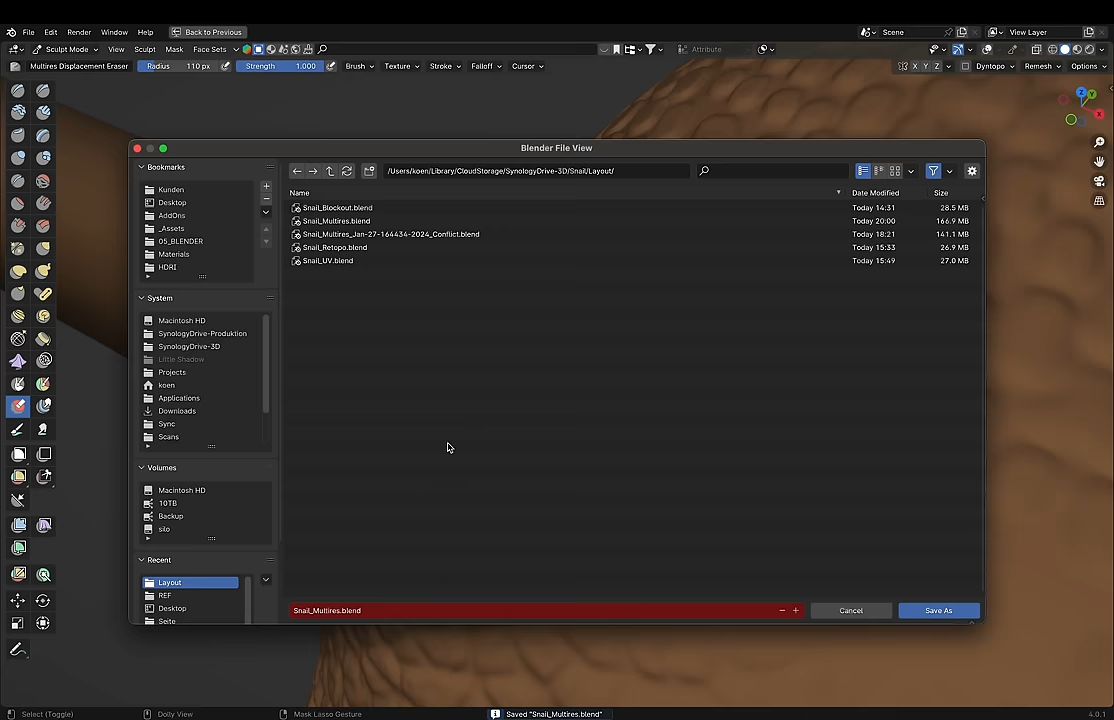 File Edit Render Window Help Back to Previous Scene View Layer
Sculpt Mode View Sculpt Mask Face Sets Attribute
Multires Displacement Eraser Radius 110 px Strength 1.000 Brush Texture Stroke Falloff Cursor X Y Z Dyntopo Remesh Options
Z
Y
X
Blender File View
Bookmarks
Kunden
Desktop
AddOns
_Assets
05_BLENDER
Materials
HDRI
System
Macintosh HD
SynologyDrive-Produktion
SynologyDrive-3D
Little Shadow
Projects
koen
Applications
Downloads
Sync
Scans
Volumes
Macintosh HD
10TB
Backup
silo
Recent
Layout
REF
Desktop
Seite
/Users/koen/Library/CloudStorage/SynologyDrive-3D/Snail/Layout/
Name Date Modified Size
Snail_Blockout.blend Today 14:31 28.5 MB
Snail_Multires.blend Today 20:00 166.9 MB
Snail_Multires_Jan-27-164434-2024_Conflict.blend Today 18:21 141.1 MB
Snail_Retopo.blend Today 15:33 26.9 MB
Snail_UV.blend Today 15:49 27.0 MB
Snail_Multires.blend Cancel Save As
Select (Toggle) Dolly View Mask Lasso Gesture Saved "Snail_Multires.blend" 4.0.1